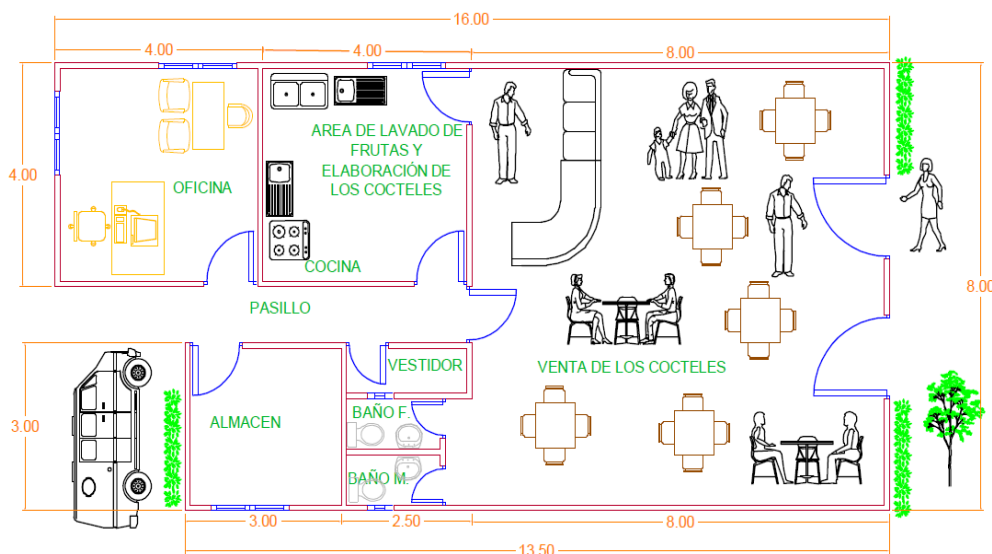 16.00
4.00
4.00
8.00
AREA DE LAVADO DE
FRUTAS Y
ELABORACIÓN DE
LOS COCTELES
4.00
OFICINA
COCINA
8.00
PASILLO
VESTIDOR
VENTA DE LOS COCTELES
3.00
ALMACEN
BAÑO F.
BAÑO M.
3.00
2.50
8.00
13.50